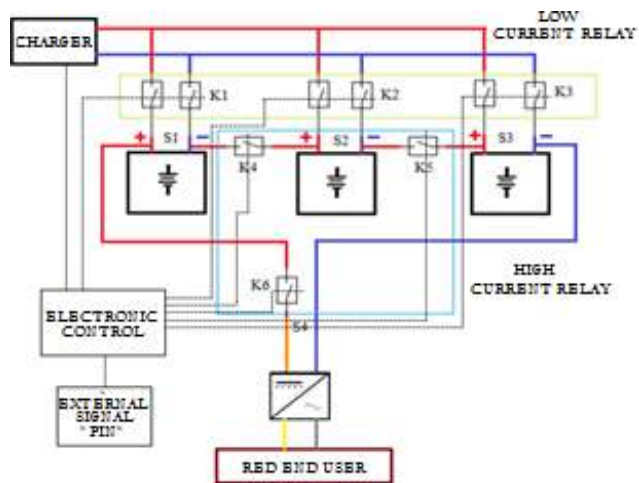 LOW
CURRENT RELAY
CHARGER
K1
K2
K3
+
S1
–
+
S2
–
+
S3
–
K4
K5
K6
HIGH
CURRENT RELAY
ELECTRONIC
CONTROL
S4
EXTERNAL
SIGNAL
"PIN"
RED END USER